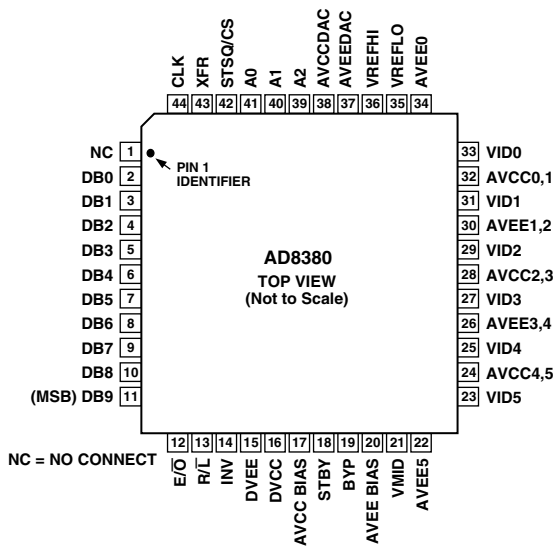 CLK
XFR
STSQ/CS
A0
A1
A2
AVCCDAC
AVEEDAC
VREFHI
VREFLO
AVEE0
44 43 42 41 40 39 38 37 36 35 34
NC 1
DB0 2
DB1 3
DB2 4
DB3 5
DB4 6
DB5 7
DB6 8
DB7 9
DB8 10
(MSB) DB9 11
PIN 1
IDENTIFIER
AD8380
TOP VIEW
(Not to Scale)
33 VID0
32 AVCC0,1
31 VID1
30 AVEE1,2
29 VID2
28 AVCC2,3
27 VID3
26 AVEE3,4
25 VID4
24 AVCC4,5
23 VID5
12 13 14 15 16 17 18 19 20 21 22
E/O̅
R/L̅
INV
DVEE
DVCC
AVCC BIAS
STBY
BYP
AVEE BIAS
VMID
AVEE5
NC = NO CONNECT